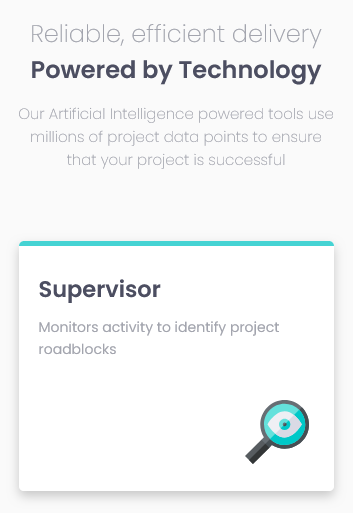 Reliable, efficient delivery
Powered by Technology
Our Artificial Intelligence powered tools use
millions of project data points to ensure
that your project is successful
Supervisor
Monitors activity to identify project
roadblocks